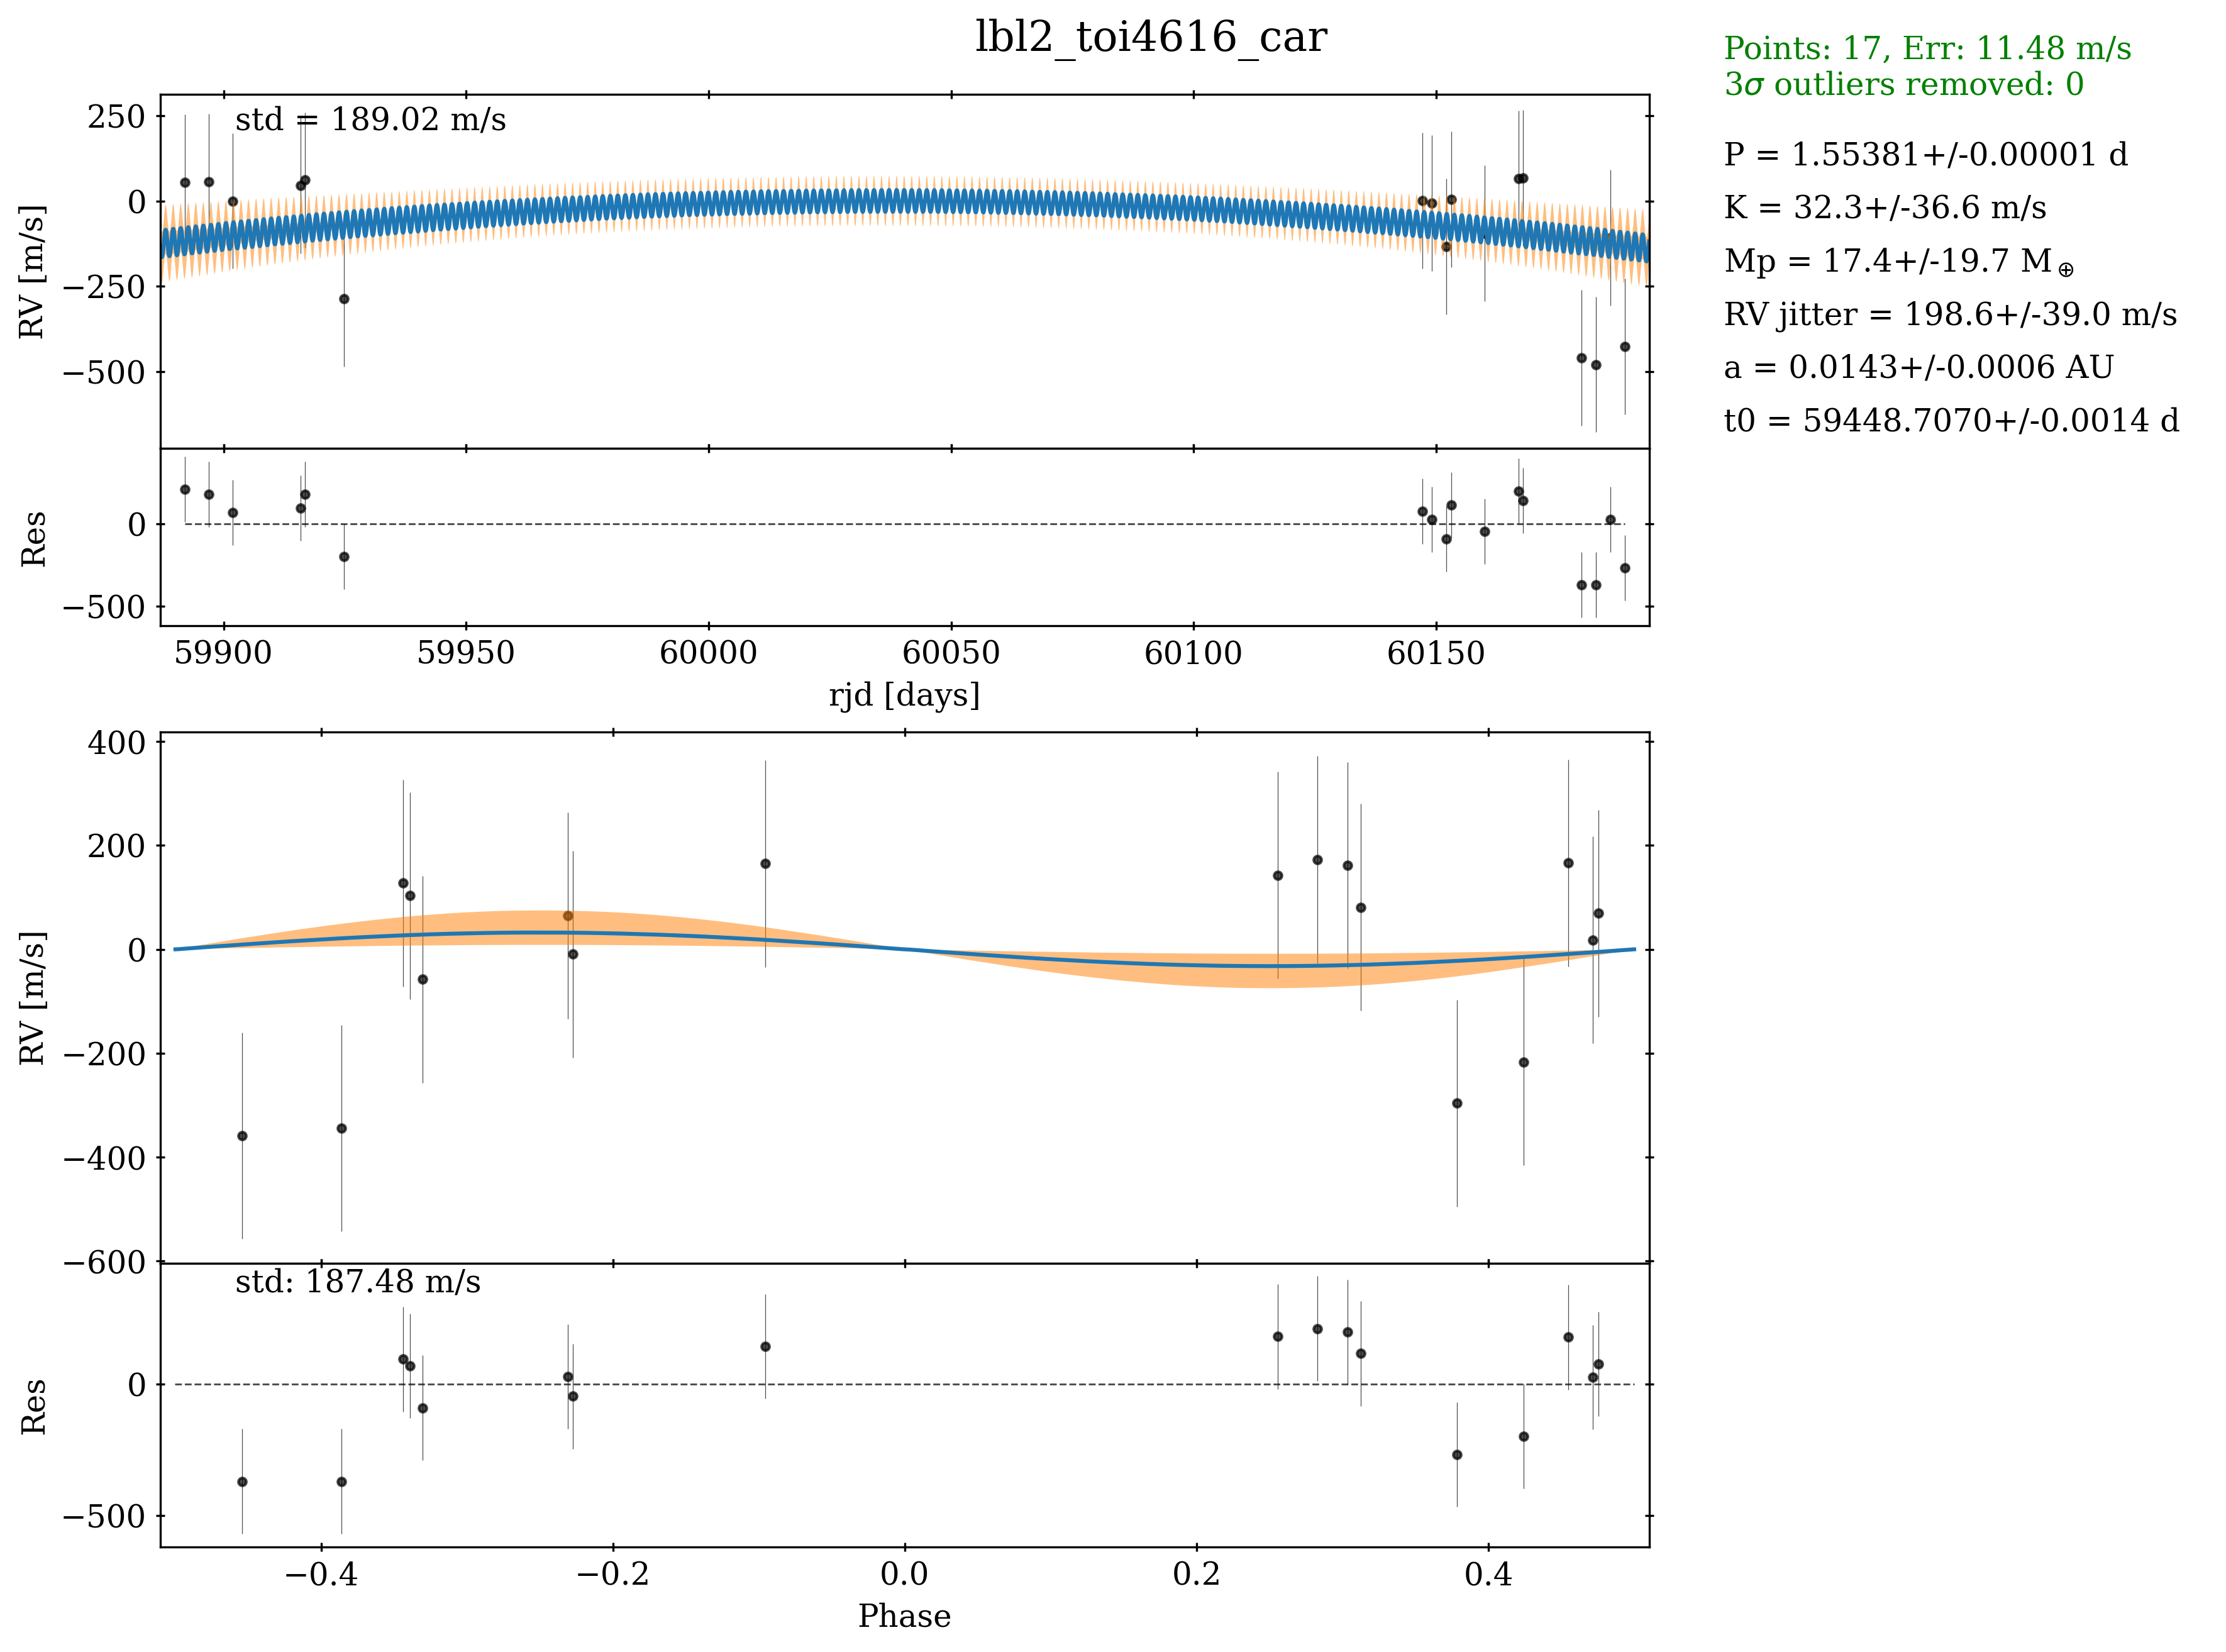 lbl2_toi4616_car
Points: 17, Err: 11.48 m/s
3σ outliers removed: 0
P = 1.55381+/-0.00001 d
K = 32.3+/-36.6 m/s
Mp = 17.4+/-19.7 M⊕
RV jitter = 198.6+/-39.0 m/s
a = 0.0143+/-0.0006 AU
t0 = 59448.7070+/-0.0014 d
std = 189.02 m/s
RV [m/s]
250
0
−250
−500
Res
0
−500
59900 59950 60000 60050 60100 60150
rjd [days]
RV [m/s]
400
200
0
−200
−400
−600
std: 187.48 m/s
Res
0
−500
−0.4 −0.2 0.0 0.2 0.4
Phase